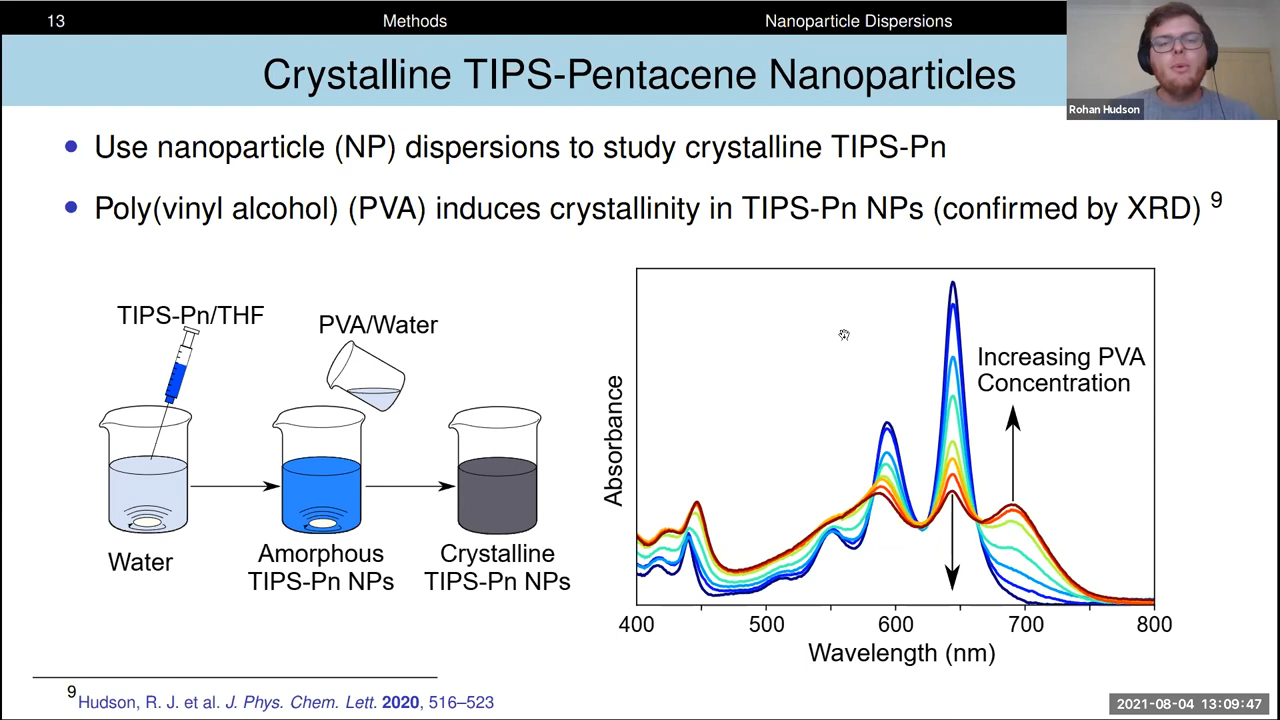 13
Methods
Nanoparticle Dispersions
Rohan Hudson
Crystalline TIPS-Pentacene Nanoparticles
Use nanoparticle (NP) dispersions to study crystalline TIPS-Pn
Poly(vinyl alcohol) (PVA) induces crystallinity in TIPS-Pn NPs (confirmed by XRD) 9
TIPS-Pn/THF
PVA/Water
Water
Amorphous
TIPS-Pn NPs
Crystalline
TIPS-Pn NPs
Absorbance
Increasing PVA
Concentration
400 500 600 700 800
Wavelength (nm)
9 Hudson, R. J. et al. J. Phys. Chem. Lett. 2020, 516–523
2021-08-04 13:09:47